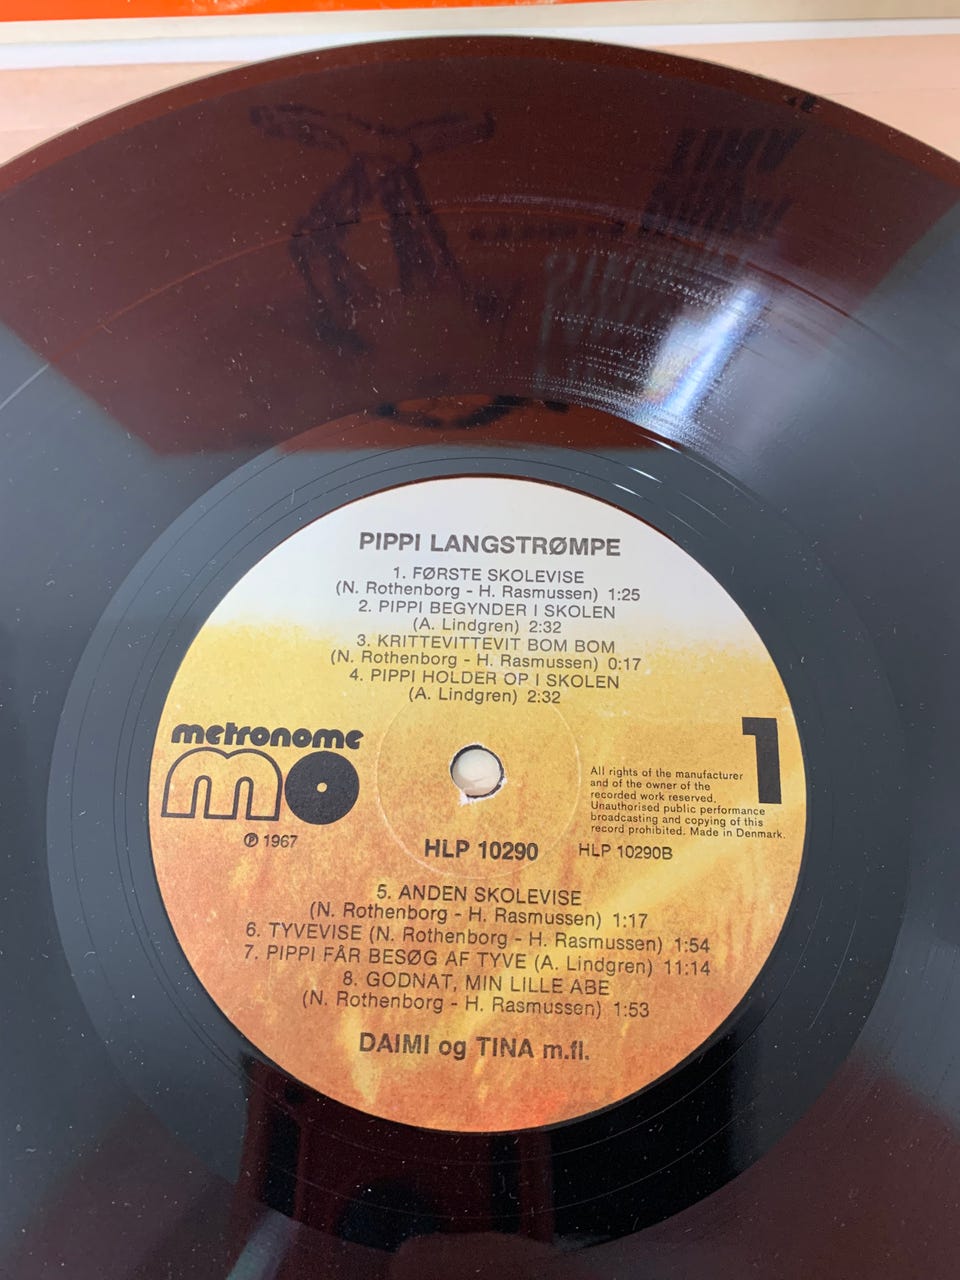 PIPPI LANGSTRØMPE
1. FØRSTE SKOLEVISE
(N. Rothenborg - H. Rasmussen) 1:25
2. PIPPI BEGYNDER I SKOLEN
(A. Lindgren) 2:32
3. KRITTEVITTEVIT BOM BOM
(N. Rothenborg - H. Rasmussen) 0:17
4. PIPPI HOLDER OP I SKOLEN
(A. Lindgren) 2:32
metronome
mo
℗ 1967
HLP 10290
1
All rights of the manufacturer
and of the owner of the
recorded work reserved.
Unauthorised public performance
broadcasting and copying of this
record prohibited. Made in Denmark.
HLP 10290B
5. ANDEN SKOLEVISE
(N. Rothenborg - H. Rasmussen) 1:17
6. TYVEVISE (N. Rothenborg - H. Rasmussen) 1:54
7. PIPPI FÅR BESØG AF TYVE (A. Lindgren) 11:14
8. GODNAT, MIN LILLE ABE
(N. Rothenborg - H. Rasmussen) 1:53
DAIMI og TINA m.fl.